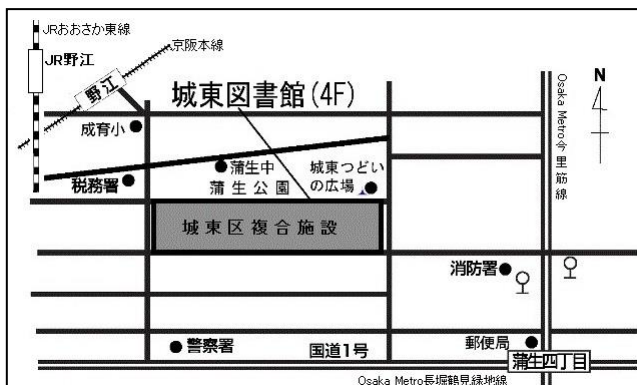 JRおおさか東線
JR野江
京阪本線
野江
城東図書館(4F)
成育小
税務署
蒲生中
蒲生公園
城東つどい
の広場
城東区複合施設
Osaka Metro今里筋線
N
消防署
警察署
国道1号
郵便局
蒲生四丁目
Osaka Metro長堀鶴見緑地線